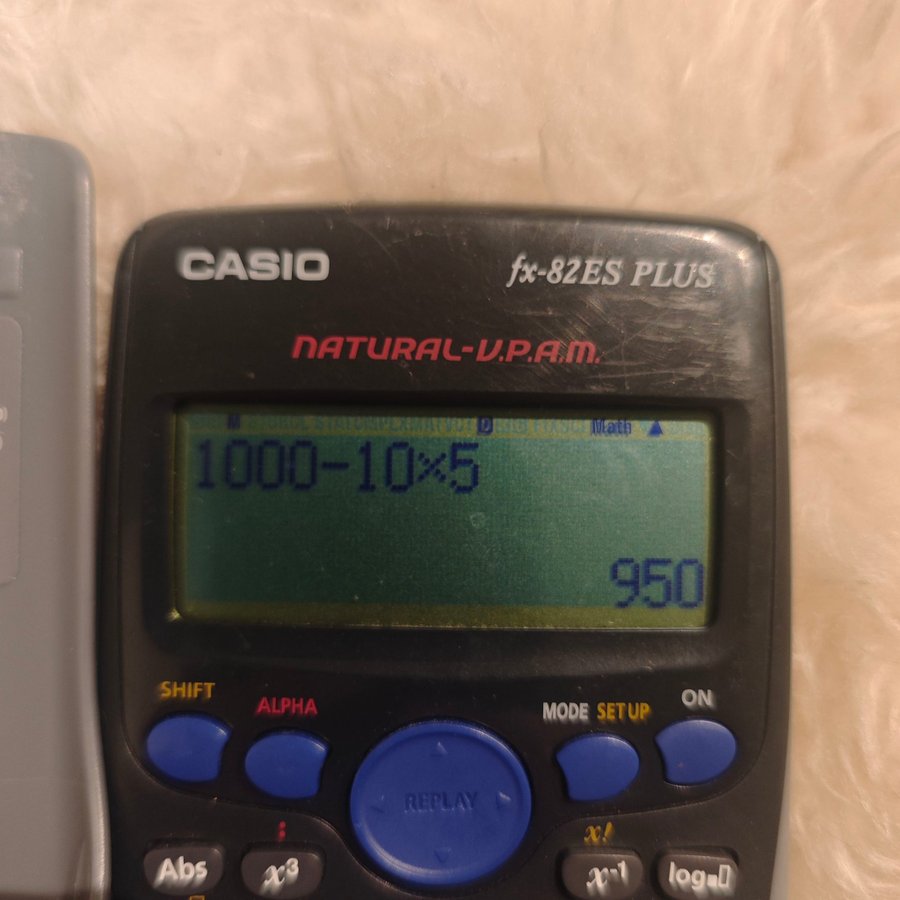 CASIO
fx-82ES PLUS
NATURAL-V.P.A.M.
M D Math ▲
1000-10×5
950
SHIFT
ALPHA
MODE SETUP
ON
REPLAY
:
x!
Abs
x³
x⁻¹
log▪▯